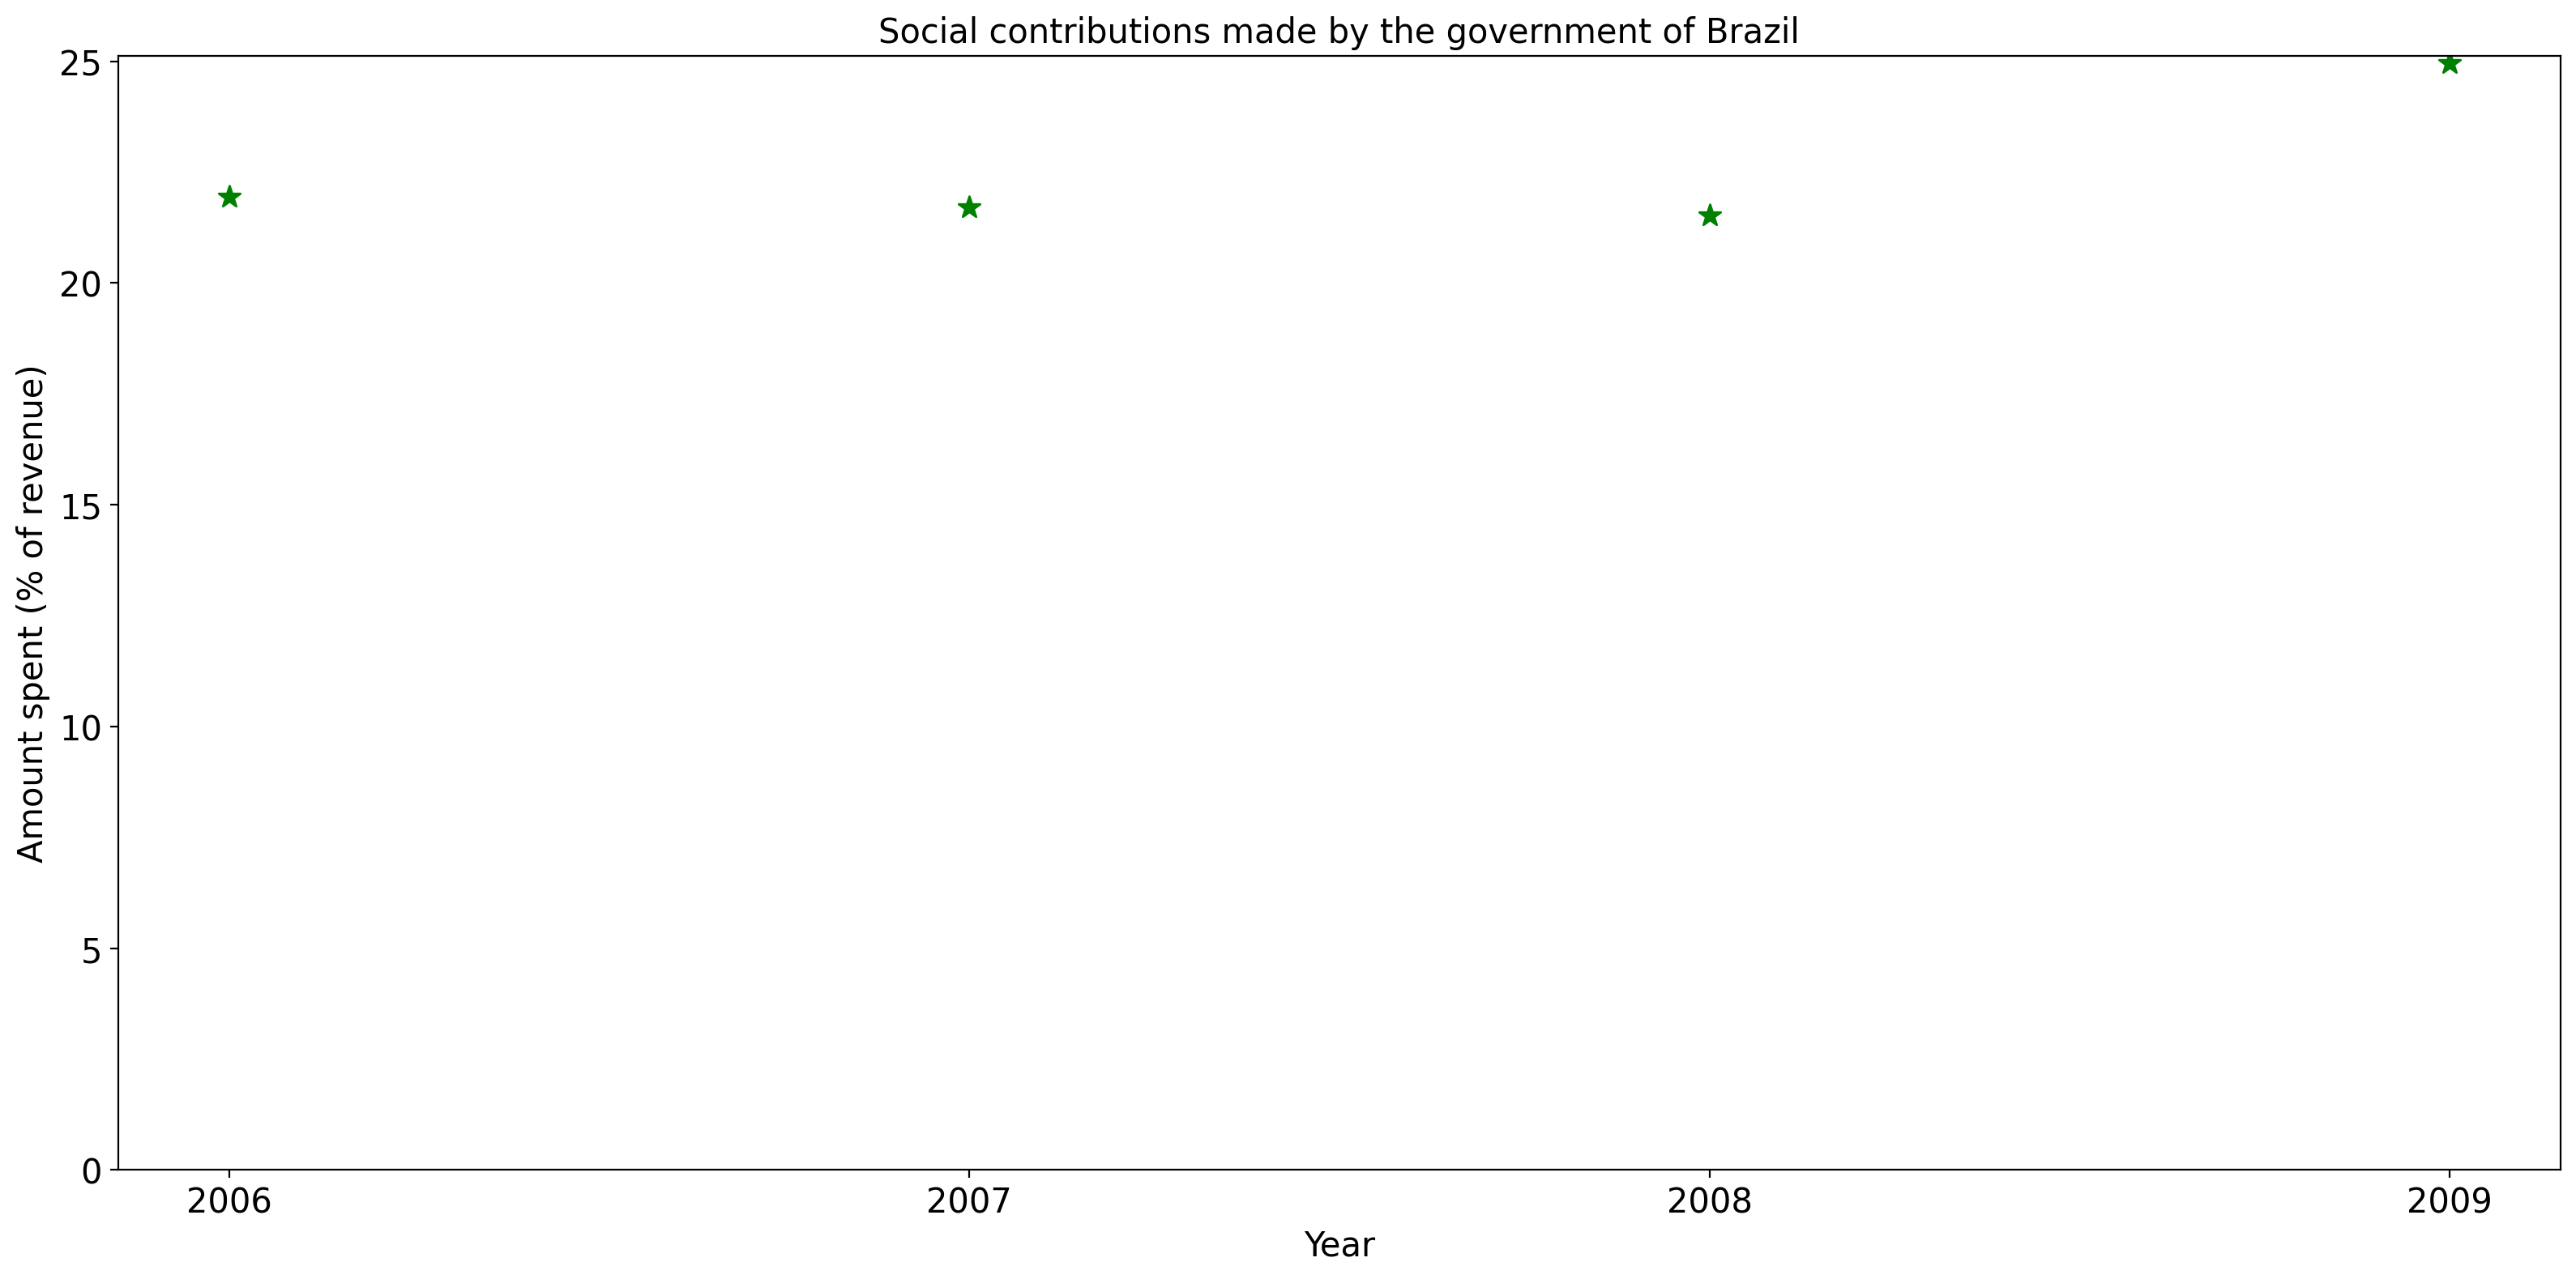 Social contributions made by the government of Brazil
Amount spent (% of revenue)
25
20
15
10
5
0
2006 2007 2008 2009
Year